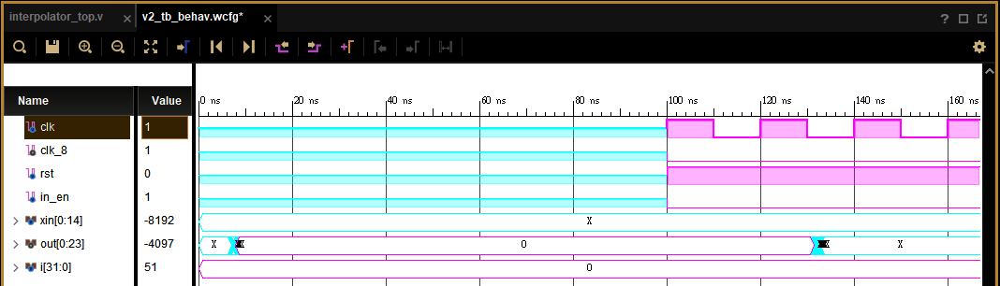 interpolator_top.v × v2_tb_behav.wcfg* ×
Name Value 0 ns 20 ns 40 ns 60 ns 80 ns 100 ns 120 ns 140 ns 160 ns
clk 1
clk_8 1
rst 0
in_en 1
xin[0:14] -8192 X
out[0:23] -4097 X 0 X
i[31:0] 51 0